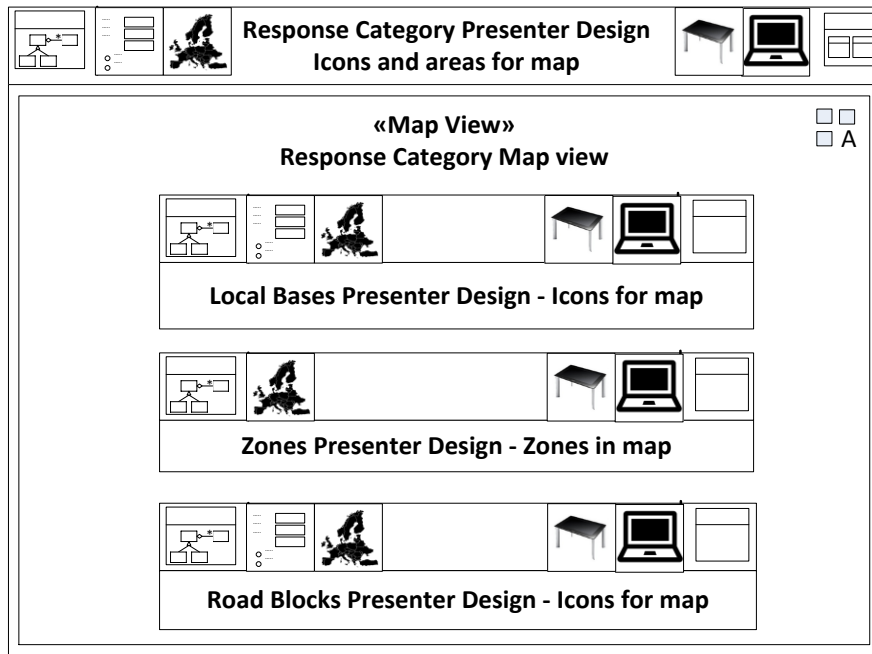 Response Category Presenter Design
Icons and areas for map
«Map View»
Response Category Map view
A
Local Bases Presenter Design - Icons for map
Zones Presenter Design - Zones in map
Road Blocks Presenter Design - Icons for map